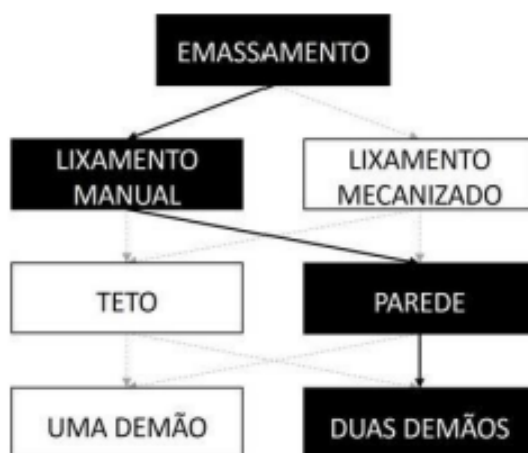 EMASSAMENTO
LIXAMENTO
MANUAL
LIXAMENTO
MECANIZADO
TETO
PAREDE
UMA DEMÃO
DUAS DEMÃOS